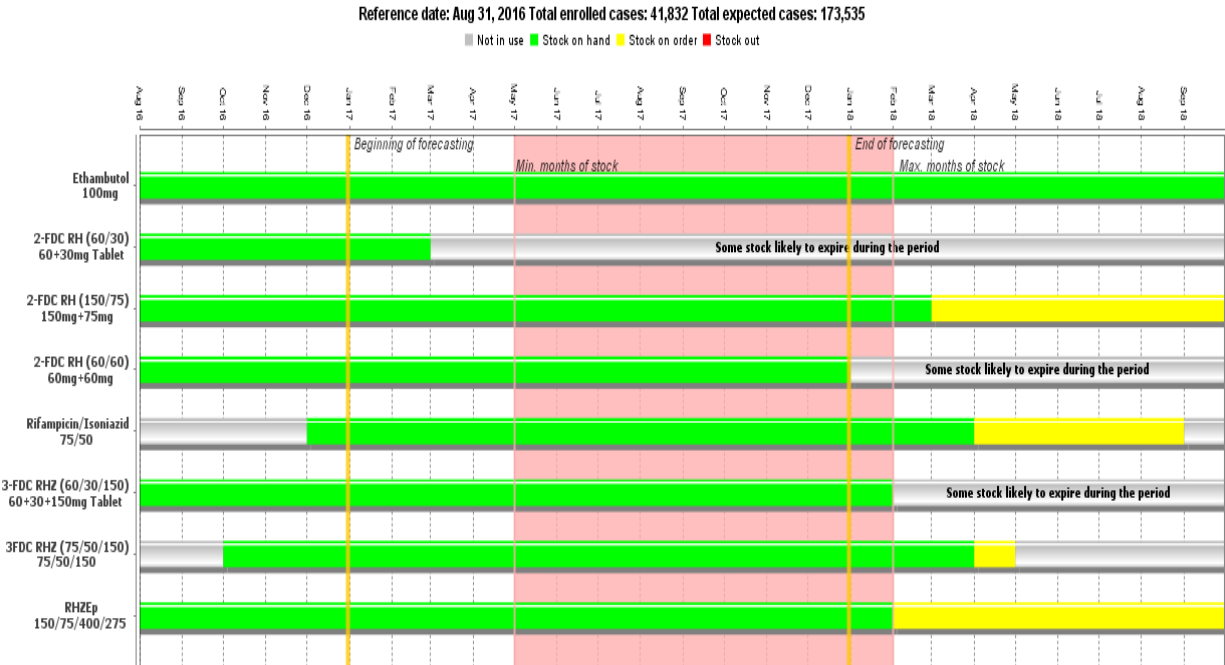 Reference date: Aug 31, 2016 Total enrolled cases: 41,832 Total expected cases: 173,535
Not in use Stock on hand Stock on order Stock out
Aug 16 Sep 16 Oct 16 Nov 16 Dec 16 Jan 17 Feb 17 Mar 17 Apr 17 May 17 Jun 17 Jul 17 Aug 17 Sep 17 Oct 17 Nov 17 Dec 17 Jan 18 Feb 18 Mar 18 Apr 18 May 18 Jun 18 Jul 18 Aug 18 Sep 18
Beginning of forecasting
End of forecasting
Min. months of stock
Max. months of stock
Ethambutol
100mg
2-FDC RH (60/30)
60+30mg Tablet
Some stock likely to expire during the period
2-FDC RH (150/75)
150mg+75mg
2-FDC RH (60/60)
60mg+60mg
Some stock likely to expire during the period
Rifampicin/Isoniazid
75/50
3-FDC RHZ (60/30/150)
60+30+150mg Tablet
Some stock likely to expire during the period
3FDC RHZ (75/50/150)
75/50/150
RHZEp
150/75/400/275